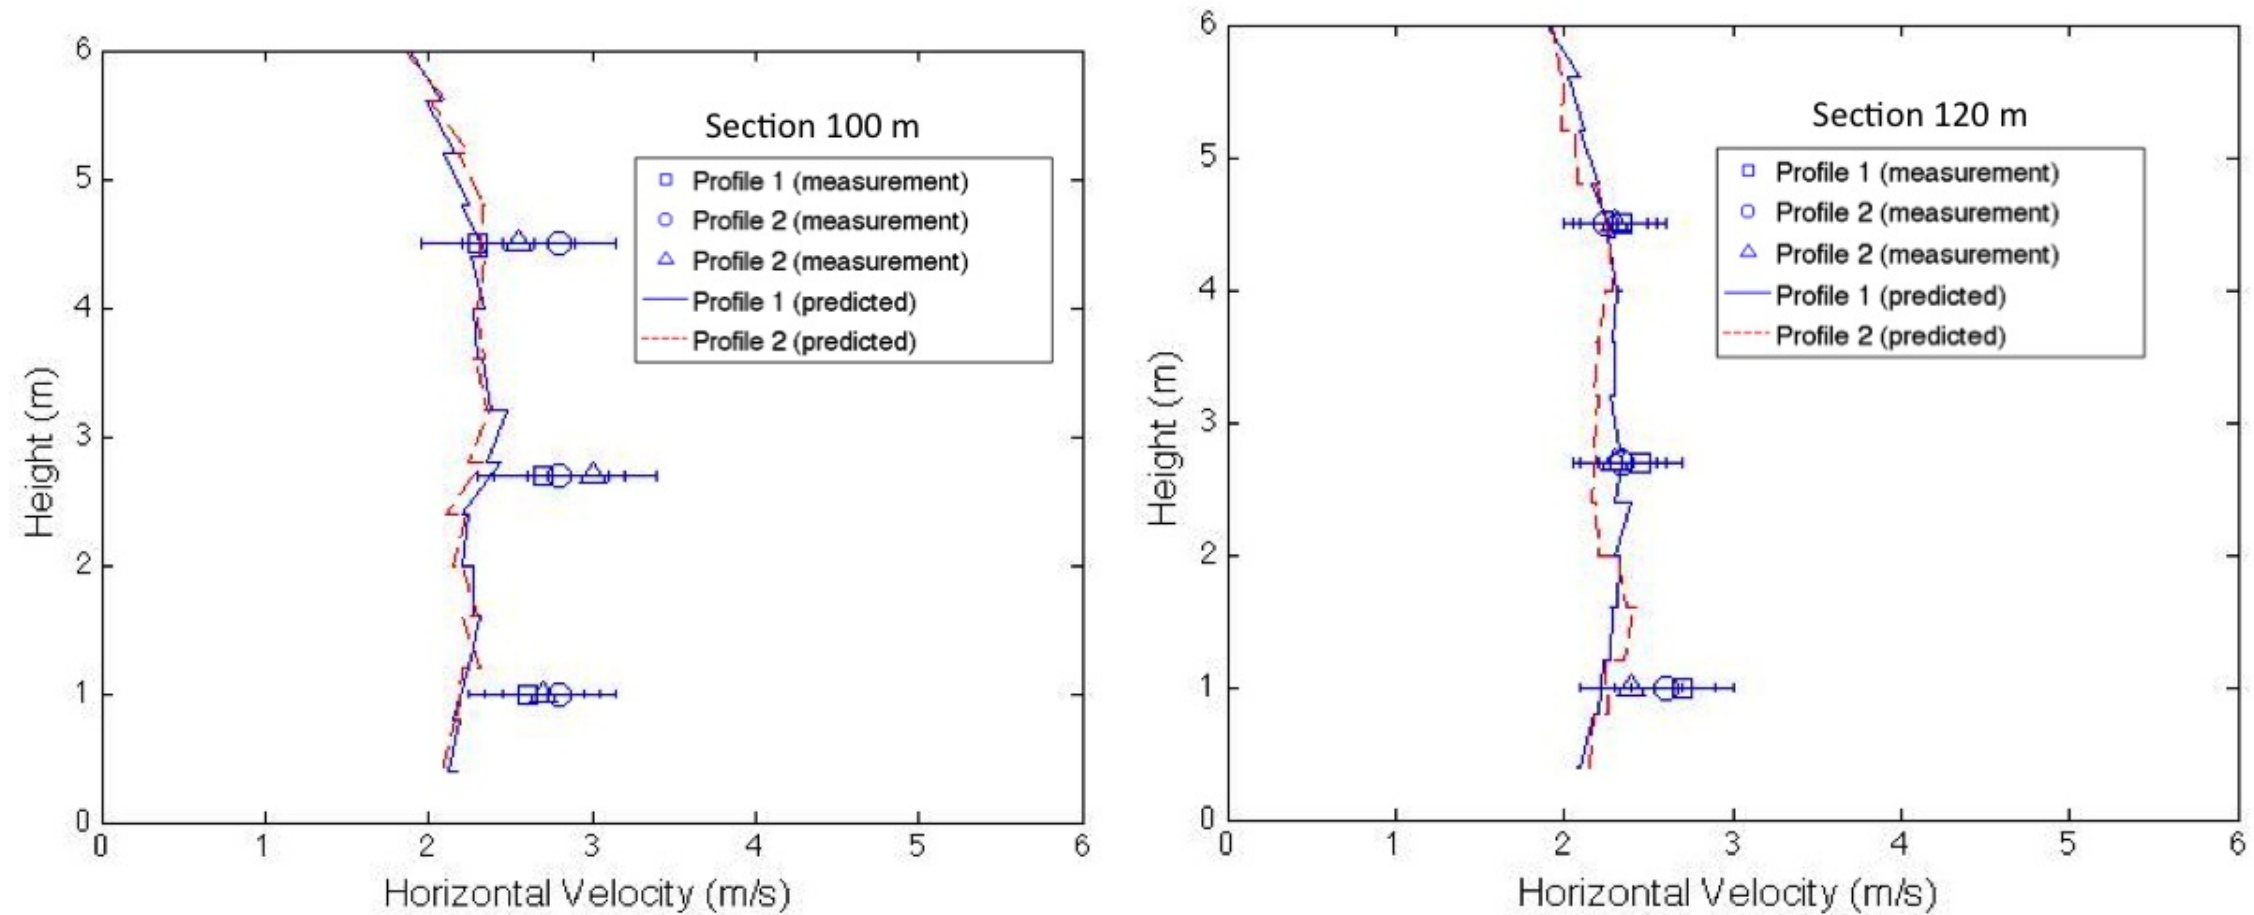 Section 100 m
Profile 1 (measurement)
Profile 2 (measurement)
Profile 2 (measurement)
Profile 1 (predicted)
Profile 2 (predicted)
6
5
4
3
2
1
0
Height (m)
0 1 2 3 4 5 6
Horizontal Velocity (m/s)
Section 120 m
Profile 1 (measurement)
Profile 2 (measurement)
Profile 2 (measurement)
Profile 1 (predicted)
Profile 2 (predicted)
6
5
4
3
2
1
0
Height (m)
0 1 2 3 4 5 6
Horizontal Velocity (m/s)